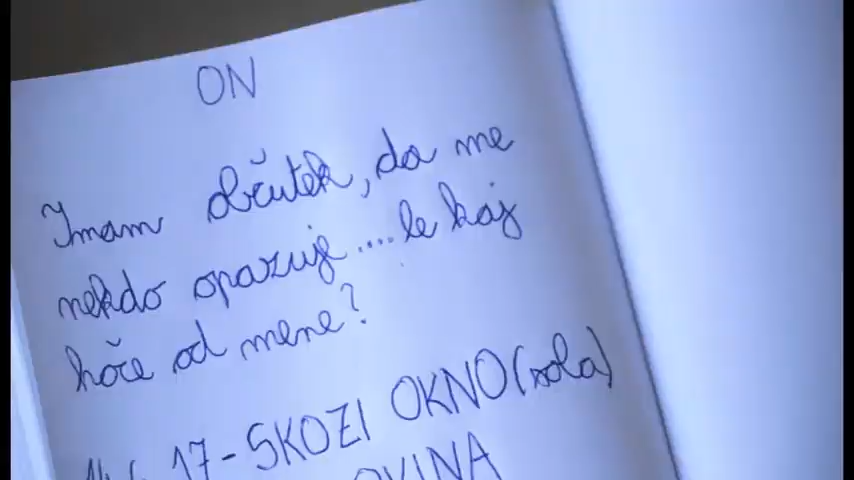 ON
Imam občutek, da me
nekdo opazuje....le kaj
hoče od mene?
17-SKOZI OKNO(šola)